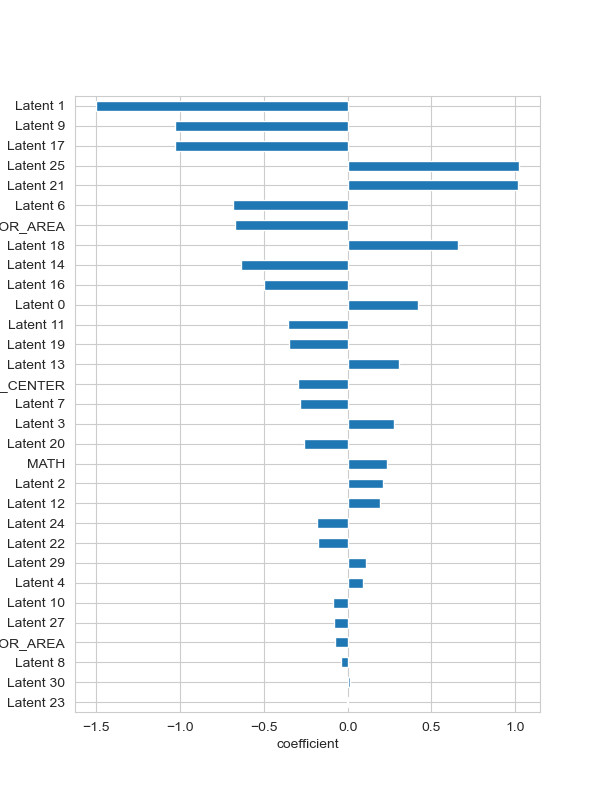 Latent 1
Latent 9
Latent 17
Latent 25
Latent 21
Latent 6
OR_AREA
Latent 18
Latent 14
Latent 16
Latent 0
Latent 11
Latent 19
Latent 13
_CENTER
Latent 7
Latent 3
Latent 20
MATH
Latent 2
Latent 12
Latent 24
Latent 22
Latent 29
Latent 4
Latent 10
Latent 27
OR_AREA
Latent 8
Latent 30
Latent 23
−1.5 −1.0 −0.5 0.0 0.5 1.0
coefficient